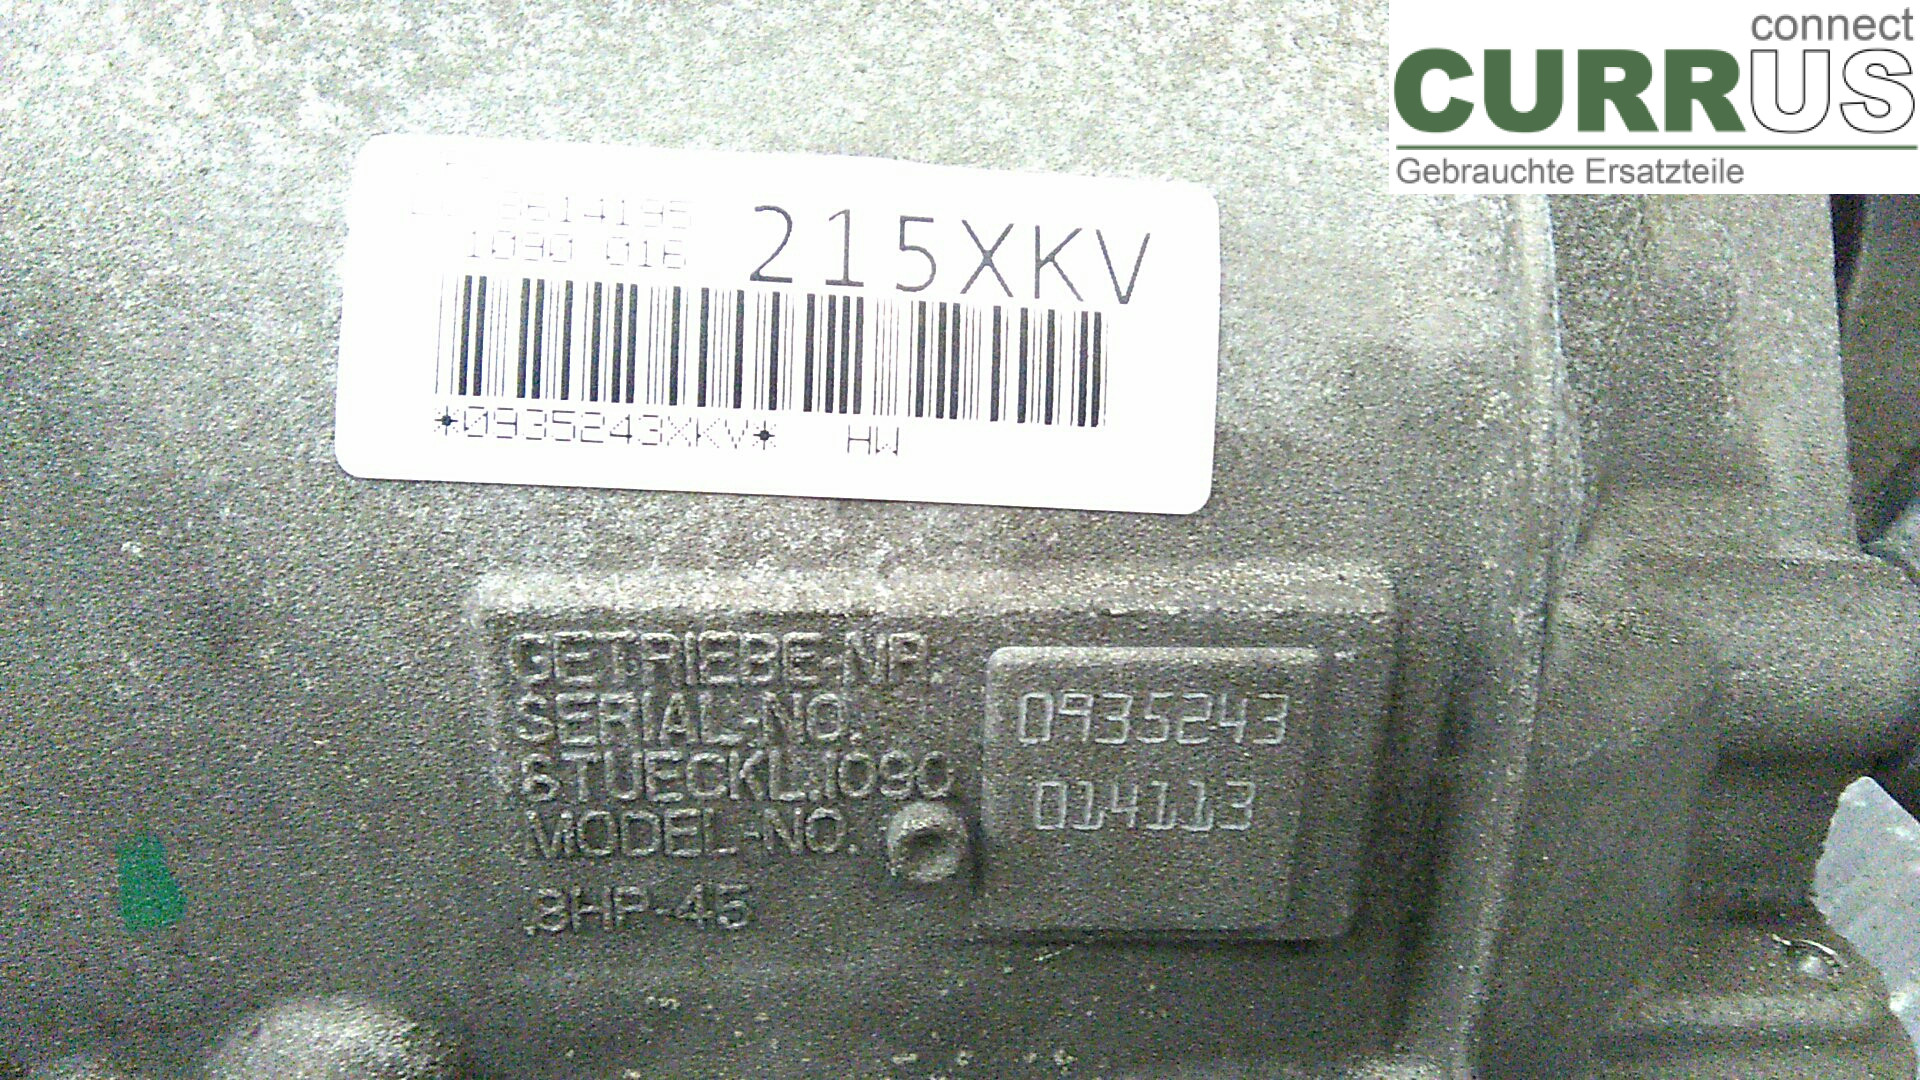 connect
CURRUS
Gebrauchte Ersatzteile
8614195
1090 016
215XKV
*0935243XKV* HW
GETRIEBE-NR.
SERIAL-NO.
0935243
STUECKL.1090
MODEL-NO.
014113
8HP-45